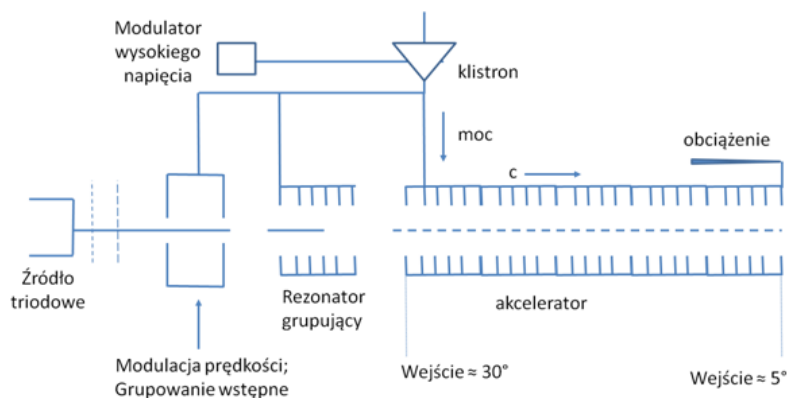 Modulator
wysokiego
napięcia
klistron
moc
obciążenie
c
Źródło
triodowe
Rezonator
grupujący
akcelerator
Modulacja prędkości;
Grupowanie wstępne
Wejście ≈ 30°
Wejście ≈ 5°